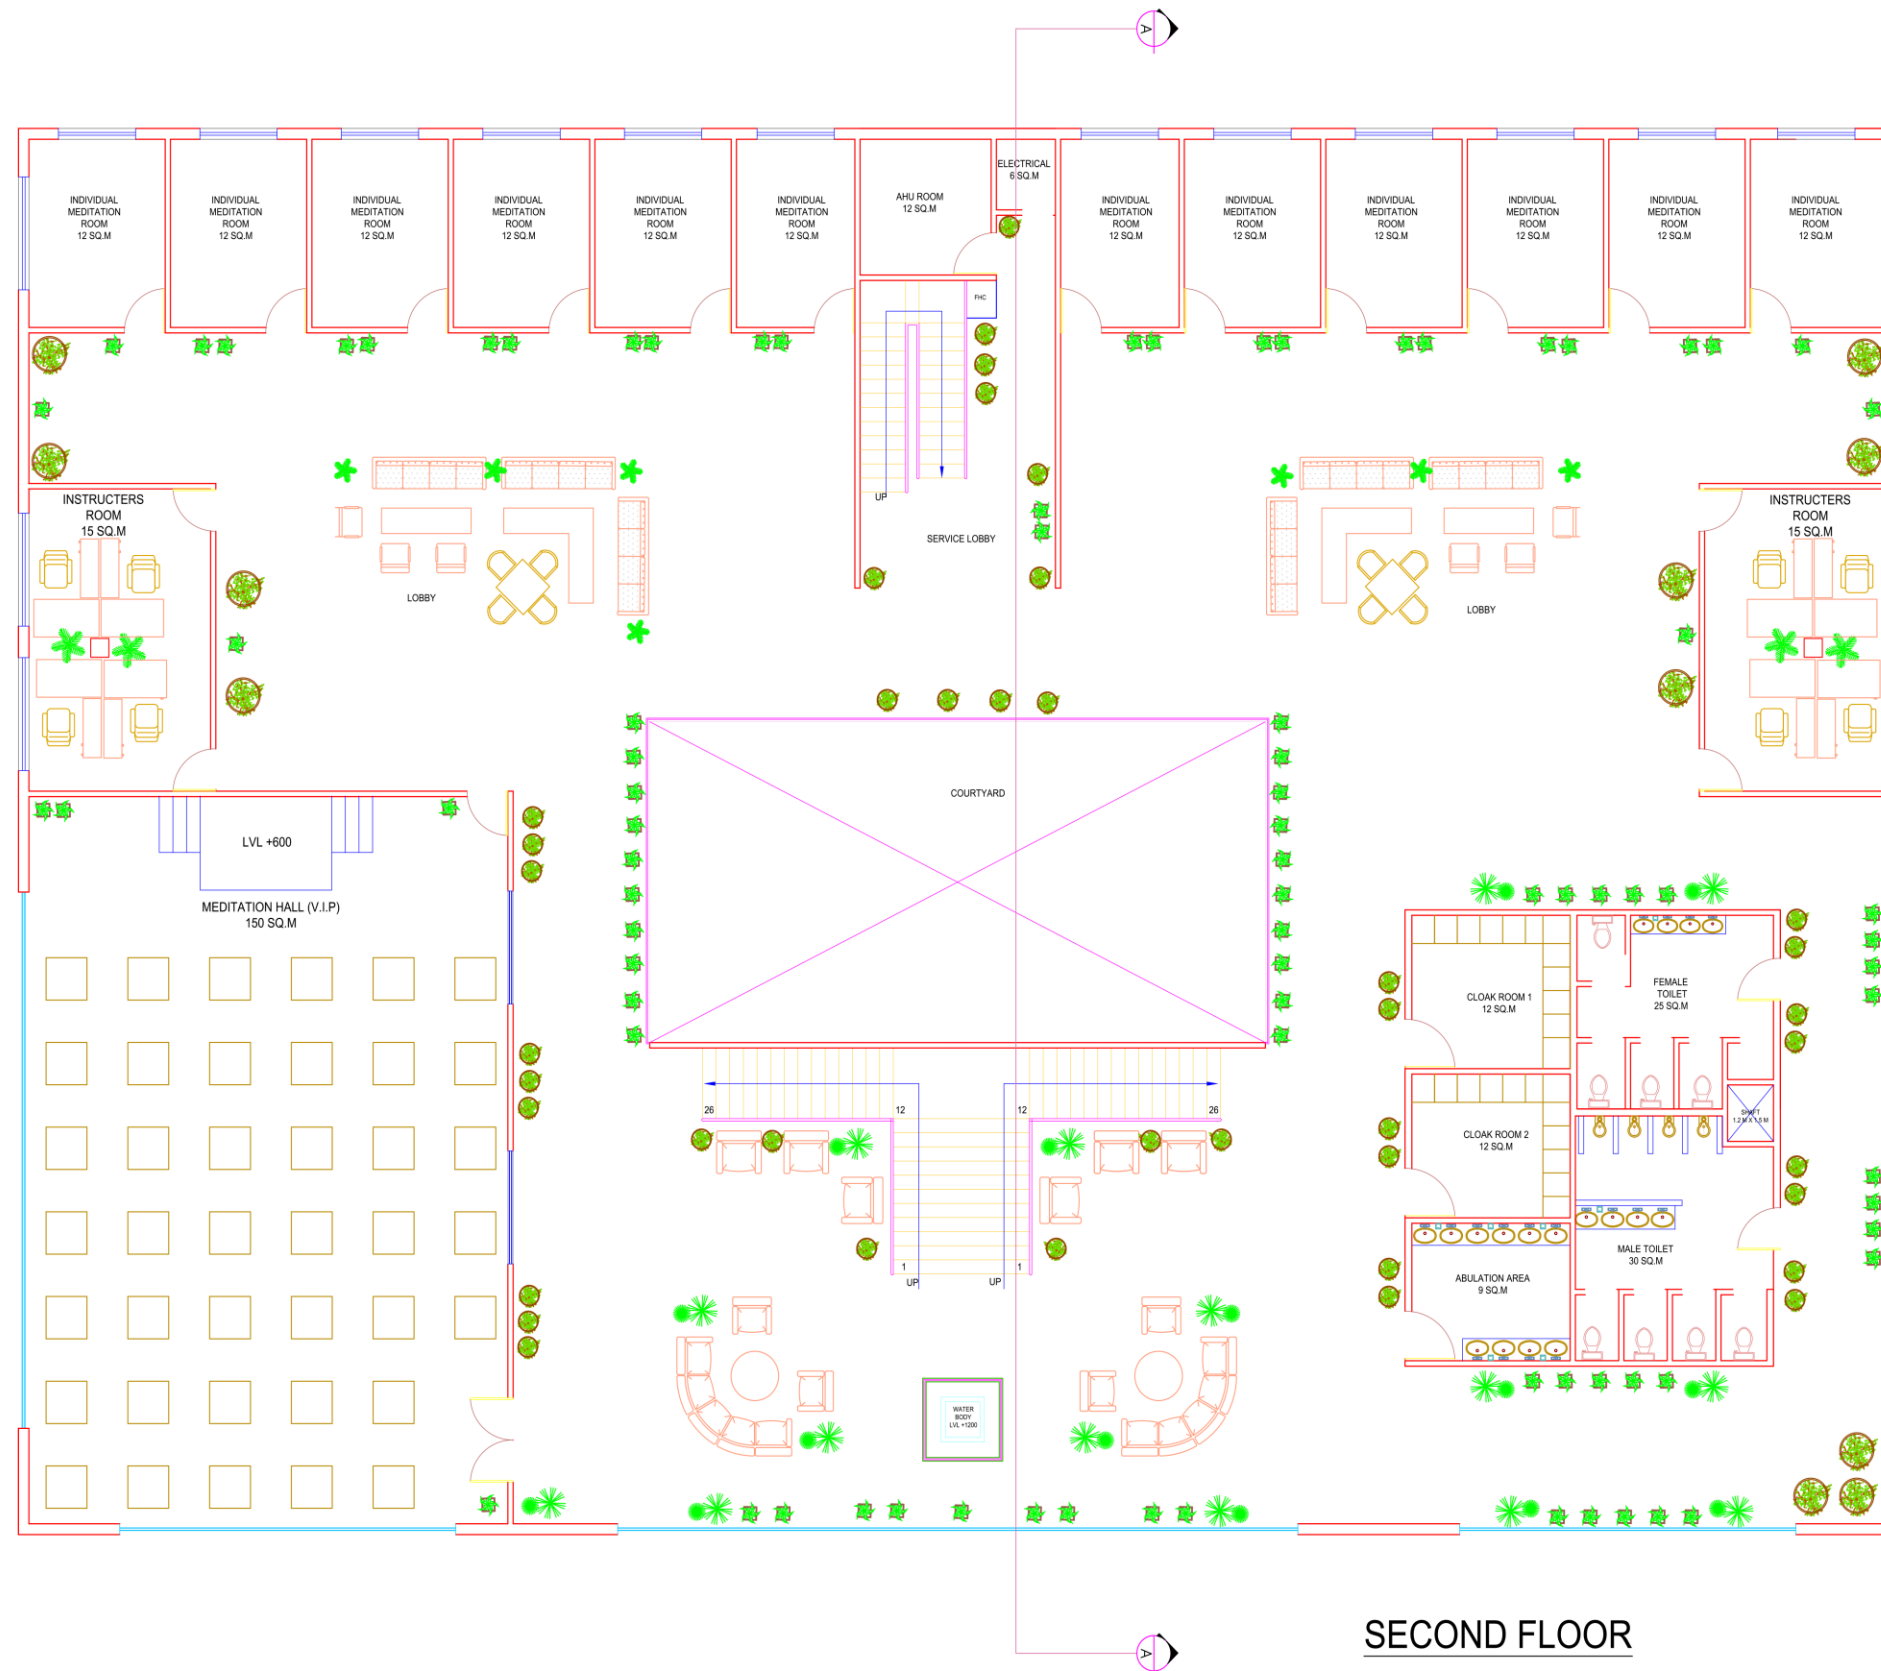 A
INDIVIDUAL
MEDITATION
ROOM
12 SQ.M
INDIVIDUAL
MEDITATION
ROOM
12 SQ.M
INDIVIDUAL
MEDITATION
ROOM
12 SQ.M
INDIVIDUAL
MEDITATION
ROOM
12 SQ.M
INDIVIDUAL
MEDITATION
ROOM
12 SQ.M
INDIVIDUAL
MEDITATION
ROOM
12 SQ.M
AHU ROOM
12 SQ.M
ELECTRICAL
6 SQ.M
INDIVIDUAL
MEDITATION
ROOM
12 SQ.M
INDIVIDUAL
MEDITATION
ROOM
12 SQ.M
INDIVIDUAL
MEDITATION
ROOM
12 SQ.M
INDIVIDUAL
MEDITATION
ROOM
12 SQ.M
INDIVIDUAL
MEDITATION
ROOM
12 SQ.M
INDIVIDUAL
MEDITATION
ROOM
12 SQ.M
FHC
UP
SERVICE LOBBY
INSTRUCTERS
ROOM
15 SQ.M
LOBBY
LOBBY
INSTRUCTERS
ROOM
15 SQ.M
COURTYARD
LVL +600
MEDITATION HALL (V.I.P)
150 SQ.M
CLOAK ROOM 1
12 SQ.M
FEMALE
TOILET
25 SQ.M
26
12
12
26
SHAFT
1.2 M X 1.5 M
CLOAK ROOM 2
12 SQ.M
MALE TOILET
30 SQ.M
ABULATION AREA
9 SQ.M
1
1
UP
UP
WATER
BODY
LVL +1200
SECOND FLOOR
A